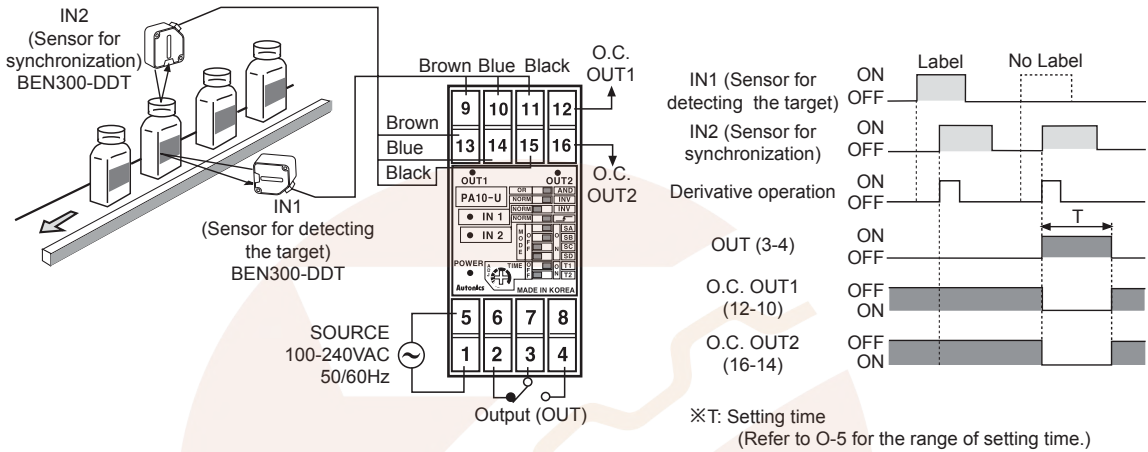 IN2
(Sensor for
synchronization)
BEN300-DDT
IN1
(Sensor for detecting
the target)
BEN300-DDT
Brown Blue Black
O.C.
OUT1
9 10 11 12
Brown
13 14 15 16
Blue
Black
O.C.
OUT2
OUT1 OUT2
PA10-U
OR AND
NORM INV
NORM INV
NORM
IN 1
IN 2
MODE
OFF
ON
SA
SB
SC
SD
POWER
ADJ
TIME
OFF
ON
T1
T2
Autonics
MADE IN KOREA
5 6 7 8
SOURCE
100-240VAC
50/60Hz
1 2 3 4
Output (OUT)
Label No Label
IN1 (Sensor for
detecting the target)
ON
OFF
IN2 (Sensor for
synchronization)
ON
OFF
Derivative operation
ON
OFF
T
OUT (3-4)
ON
OFF
O.C. OUT1
(12-10)
OFF
ON
O.C. OUT2
(16-14)
OFF
ON
※T: Setting time
(Refer to O-5 for the range of setting time.)